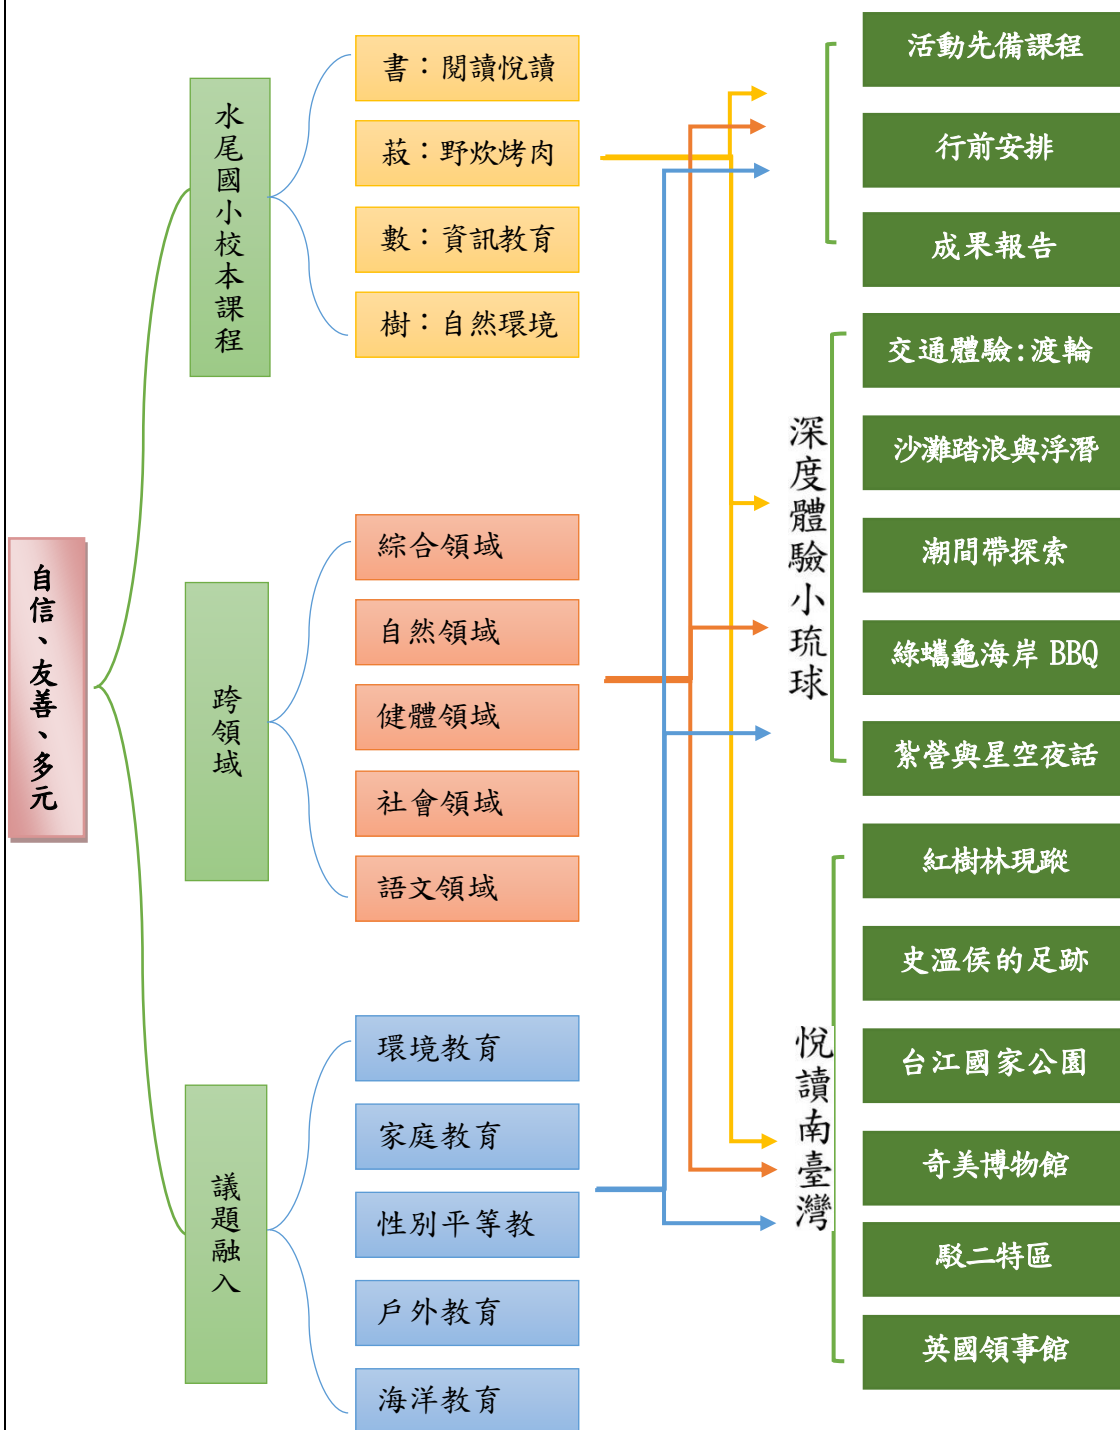 自信、友善、多元
水尾國小校本課程
書：閱讀悅讀
菽：野炊烤肉
數：資訊教育
樹：自然環境
跨領域
綜合領域
自然領域
健體領域
社會領域
語文領域
議題融入
環境教育
家庭教育
性別平等教
戶外教育
海洋教育
活動先備課程
行前安排
成果報告
深度體驗小琉球
交通體驗:渡輪
沙灘踏浪與浮潛
潮間帶探索
綠蠵龜海岸 BBQ
紮營與星空夜話
悅讀南臺灣
紅樹林現蹤
史溫侯的足跡
台江國家公園
奇美博物館
駁二特區
英國領事館